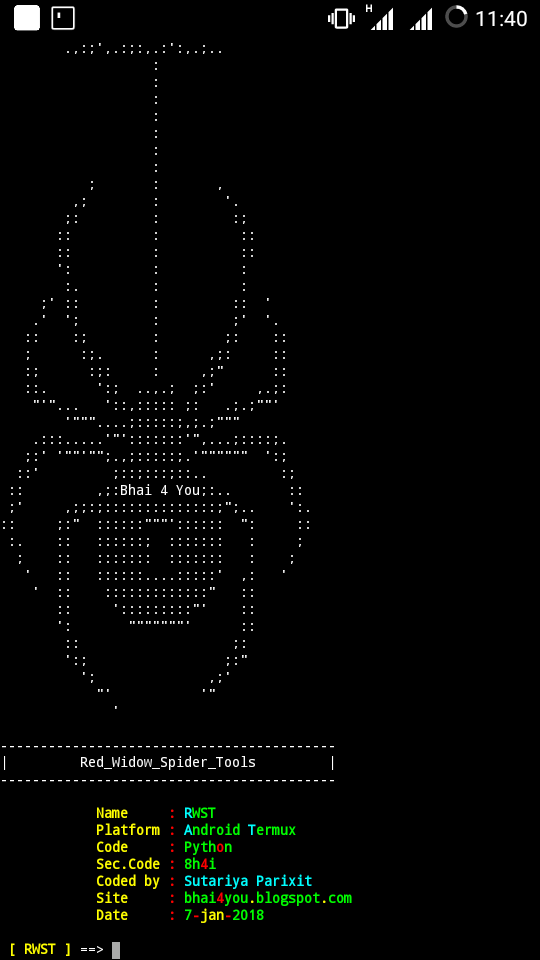 H 11:40
Bhai 4 You
Red_Widow_Spider_Tools
Name : RWST
Platform : Android Termux
Code : Python
Sec.Code : 8h4i
Coded by : Sutariya Parixit
Site : bhai4you.blogspot.com
Date : 7-jan-2018
[ RWST ] ==>